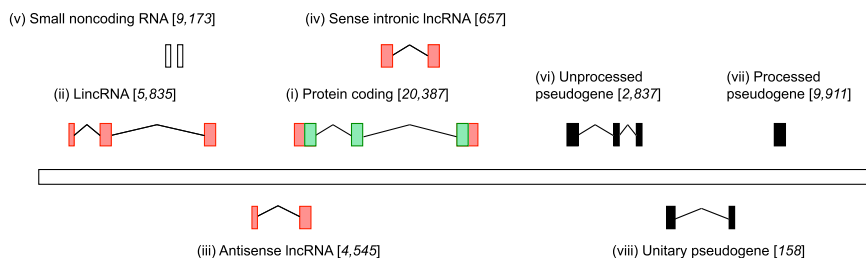 (v) Small noncoding RNA [9,173]
(iv) Sense intronic lncRNA [657]
(ii) LincRNA [5,835]
(i) Protein coding [20,387]
(vi) Unprocessed
pseudogene [2,837]
(vii) Processed
pseudogene [9,911]
(iii) Antisense lncRNA [4,545]
(viii) Unitary pseudogene [158]